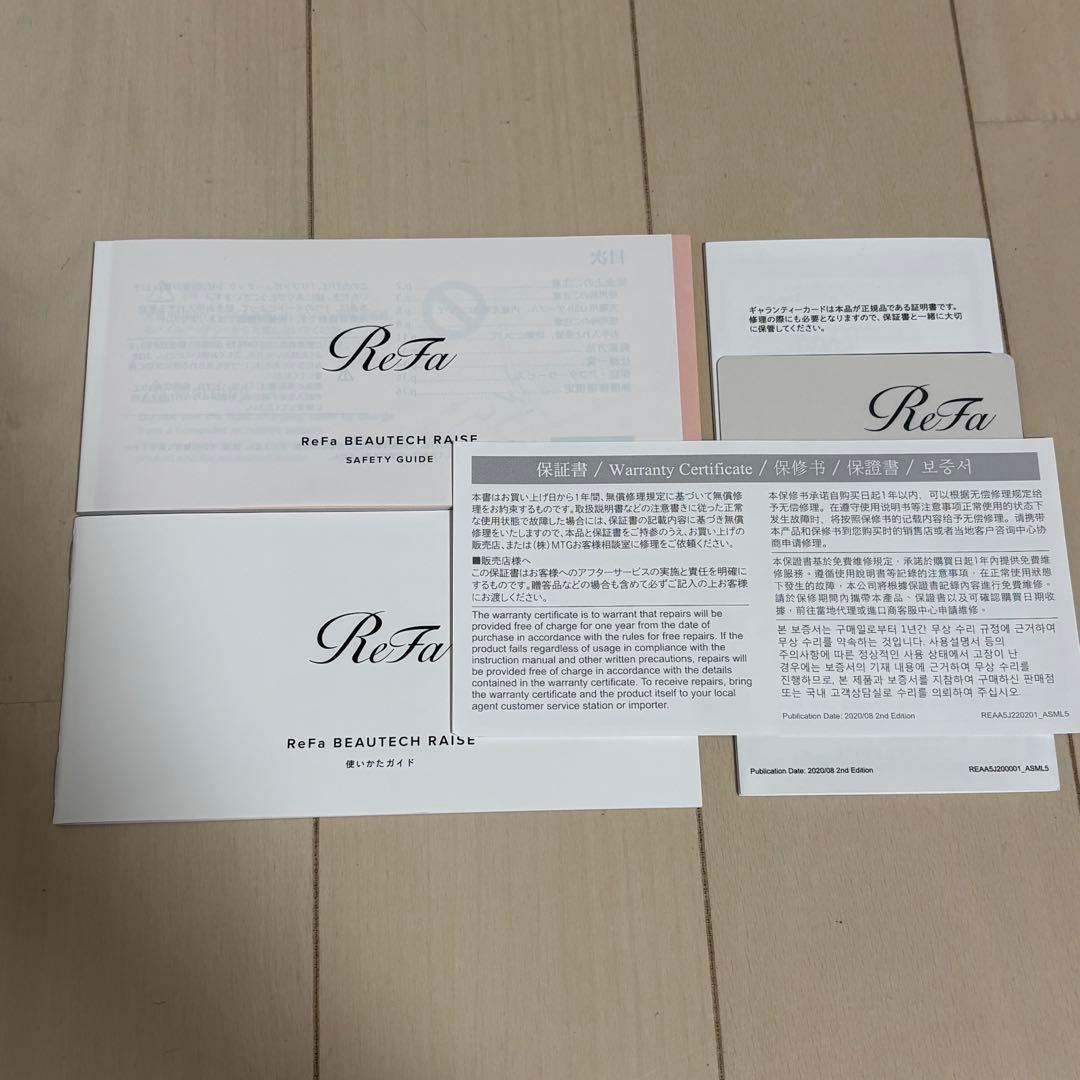 ReFa
ReFa BEAUTECH RAISE
SAFETY GUIDE
目次
ReFa
ReFa BEAUTECH RAISE
使いかたガイド
ギャランティーカードは本品が正規品である証明書です。
修理の際にも必要となりますので、保証書と一緒に大切
に保管してください。
ReFa
保証書 / Warranty Certificate / 保修书 / 保證書 / 보증서
本書はお買い上げ日から1年間、無償修理規定に基づいて無償修
理をお約束するものです。取扱説明書などの注意書きに従った正常
な使用状態で故障した場合には、保証書の記載内容に基づき無償
修理をいたしますので、本品と保証書をご持参のうえ、お買い上げの
販売店、または(株)MTGお客様相談室に修理をご依頼ください。
■販売店様へ
この保証書はお客様へのアフターサービスの実施と責任を明確に
するものです。贈答品などの場合も含めて必ずご記入の上お客様
にお渡しください。
The warranty certificate is to warrant that repairs will be
provided free of charge for one year from the date of
purchase in accordance with the rules for free repairs. If the
product fails regardless of usage in compliance with the
instruction manual and other written precautions, repairs will
be provided free of charge in accordance with the details
contained in the warranty certificate. To receive repairs, bring
the warranty certificate and the product itself to your local
agent customer service station or importer.
本保修书承诺自购买日起1年以内，可以根据无偿修理规定给
予无偿修理。在遵守使用说明书等注意事项正常使用的状态下
发生故障时，将按照保修书的记载内容给予无偿修理。请携带
本产品和保修书到您购买时的销售店或者当地客户咨询中心协
商申请修理。
本保證書基於免費維修規定，承諾於購買日起1年內提供免費維
修服務。遵循使用說明書等記錄的注意事項，在正常使用狀態
下發生的故障，本公司將根據保證書記錄內容進行免費維修。
請於保修期間內攜帶本產品、保證書以及可確認購買日期收
據，前往當地代理或進口商客服中心申請維修。
본 보증서는 구매일로부터 1년간 무상 수리 규정에 근거하여
무상 수리를 약속하는 것입니다. 사용설명서 등의
주의사항에 따른 정상적인 사용 상태에서 고장이 난
경우에는 보증서의 기재 내용에 근거하여 무상 수리를
진행하므로, 본 제품과 보증서를 지참하여 구매하신 판매점
또는 국내 고객상담실로 수리를 의뢰하여 주십시오.
Publication Date: 2020/08 2nd Edition
REAA5J220201_ASML5
Publication Date: 2020/08 2nd Edition
REAA5J200001_ASML5